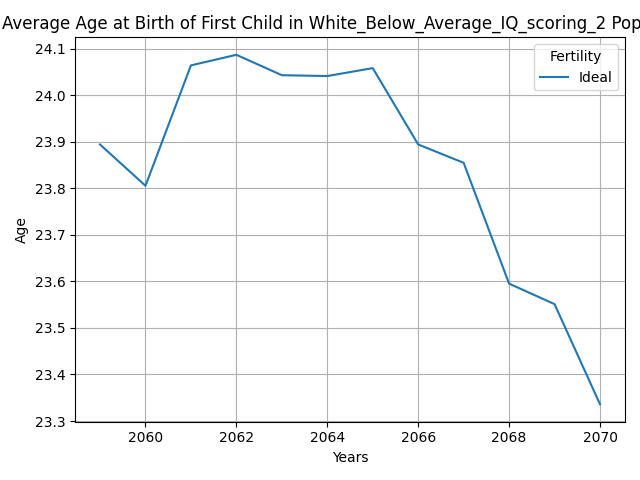 Average Age at Birth of First Child in White_Below_Average_IQ_scoring_2 Pop
Fertility
Ideal
24.1
24.0
23.9
23.8
23.7
23.6
23.5
23.4
23.3
Age
2060 2062 2064 2066 2068 2070
Years